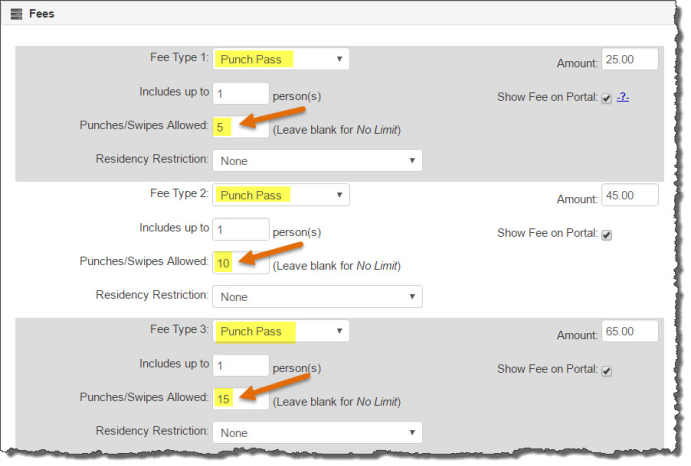 Fees
Fee Type 1: Punch Pass Amount: 25.00
Includes up to 1 person(s) Show Fee on Portal: -?-
Punches/Swipes Allowed: 5 (Leave blank for No Limit)
Residency Restriction: None
Fee Type 2: Punch Pass Amount: 45.00
Includes up to 1 person(s) Show Fee on Portal:
Punches/Swipes Allowed: 10 (Leave blank for No Limit)
Residency Restriction: None
Fee Type 3: Punch Pass Amount: 65.00
Includes up to 1 person(s) Show Fee on Portal:
Punches/Swipes Allowed: 15 (Leave blank for No Limit)
Residency Restriction: None